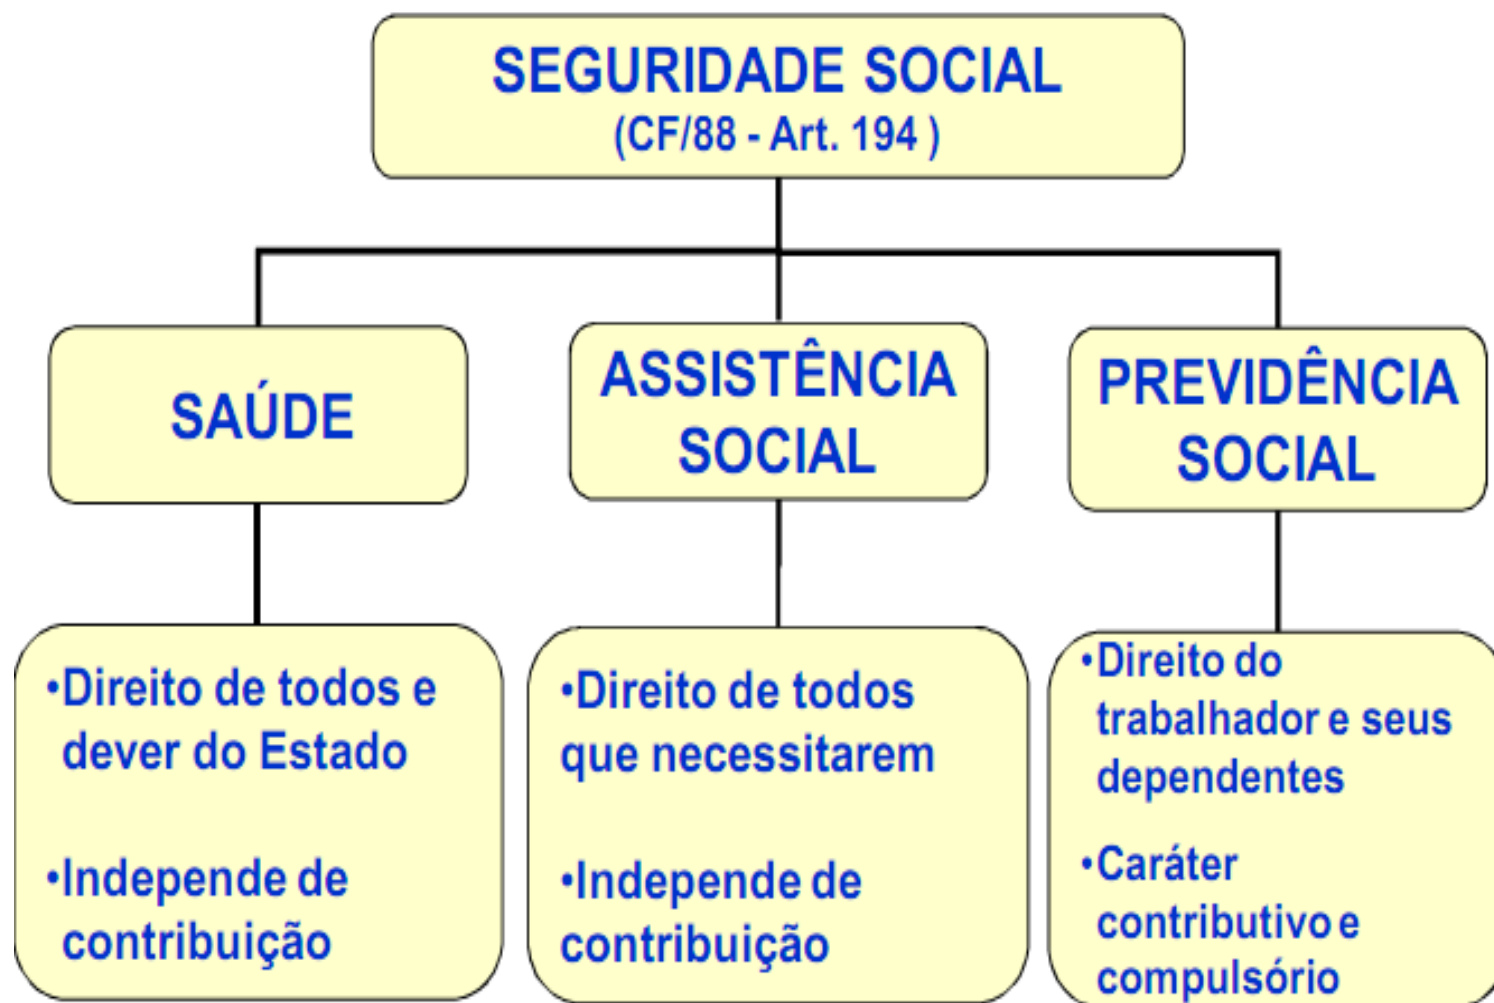 SEGURIDADE SOCIAL
(CF/88 - Art. 194 )
SAÚDE
ASSISTÊNCIA
SOCIAL
PREVIDÊNCIA
SOCIAL
•Direito de todos e
dever do Estado
•Independe de
contribuição
•Direito de todos
que necessitarem
•Independe de
contribuição
•Direito do
trabalhador e seus
dependentes
•Caráter
contributivo e
compulsório